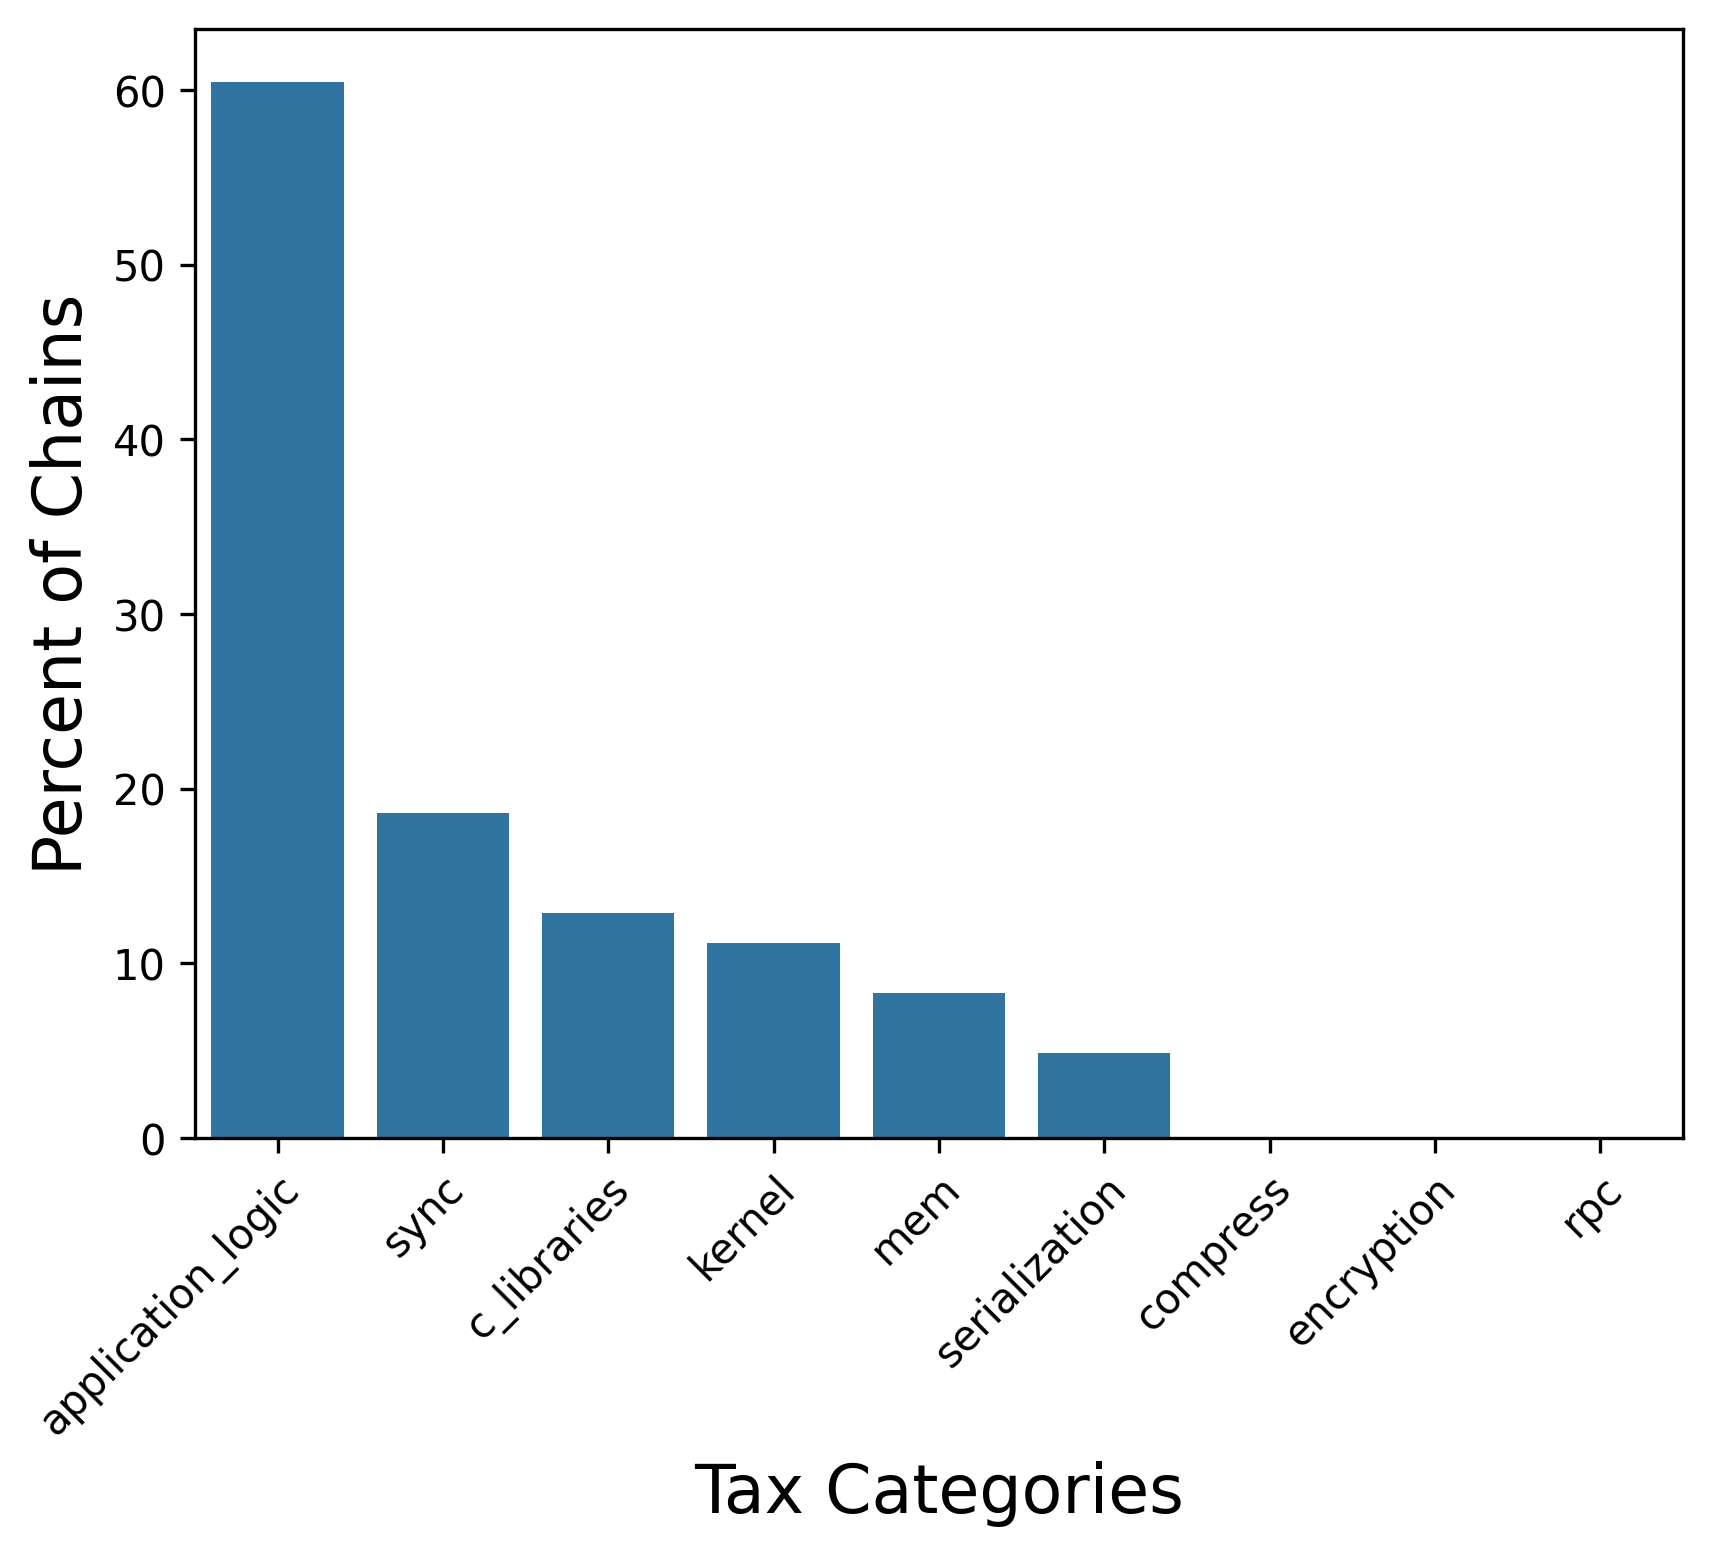 Percent of Chains
60
50
40
30
20
10
0
application_logic
sync
c_libraries
kernel
mem
serialization
compress
encryption
rpc
Tax Categories